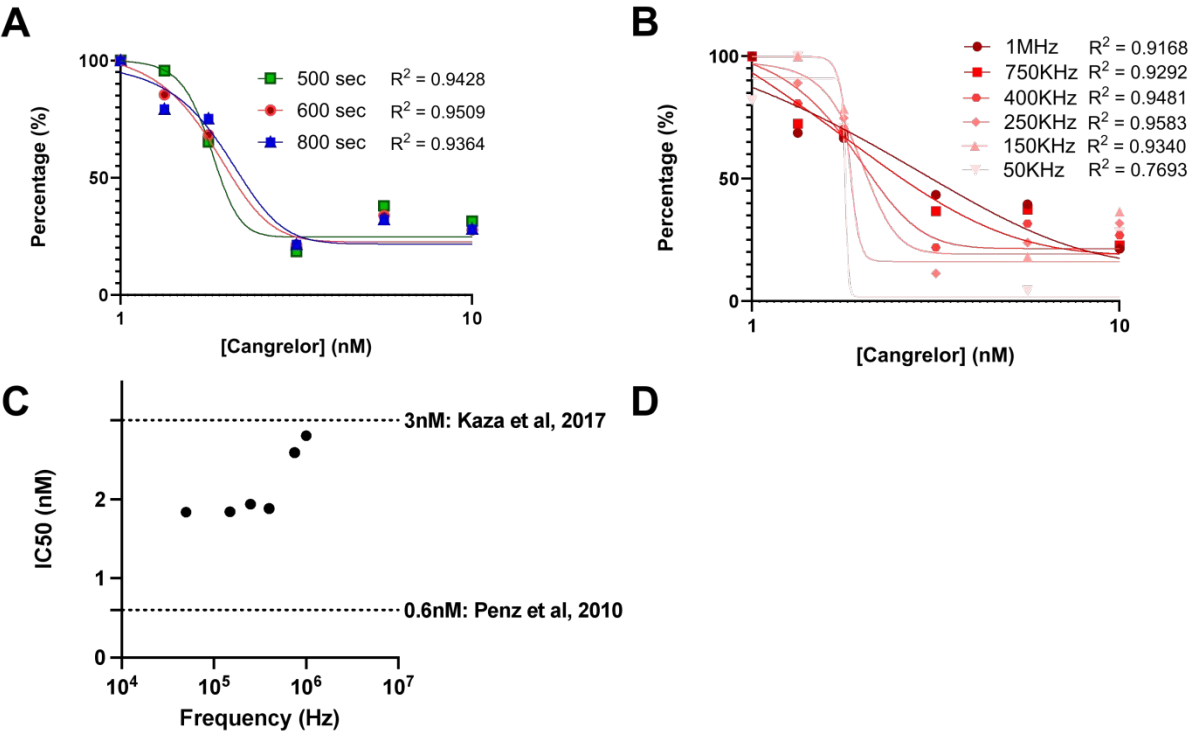 A
Percentage (%)
100
50
0
1
10
[Cangrelor] (nM)
500 sec R² = 0.9428
600 sec R² = 0.9509
800 sec R² = 0.9364
B
Percentage (%)
100
50
0
1
10
[Cangrelor] (nM)
1MHz R² = 0.9168
750KHz R² = 0.9292
400KHz R² = 0.9481
250KHz R² = 0.9583
150KHz R² = 0.9340
50KHz R² = 0.7693
C
IC50 (nM)
3nM: Kaza et al, 2017
2
1
0.6nM: Penz et al, 2010
0
10⁴
10⁵
10⁶
10⁷
Frequency (Hz)
D